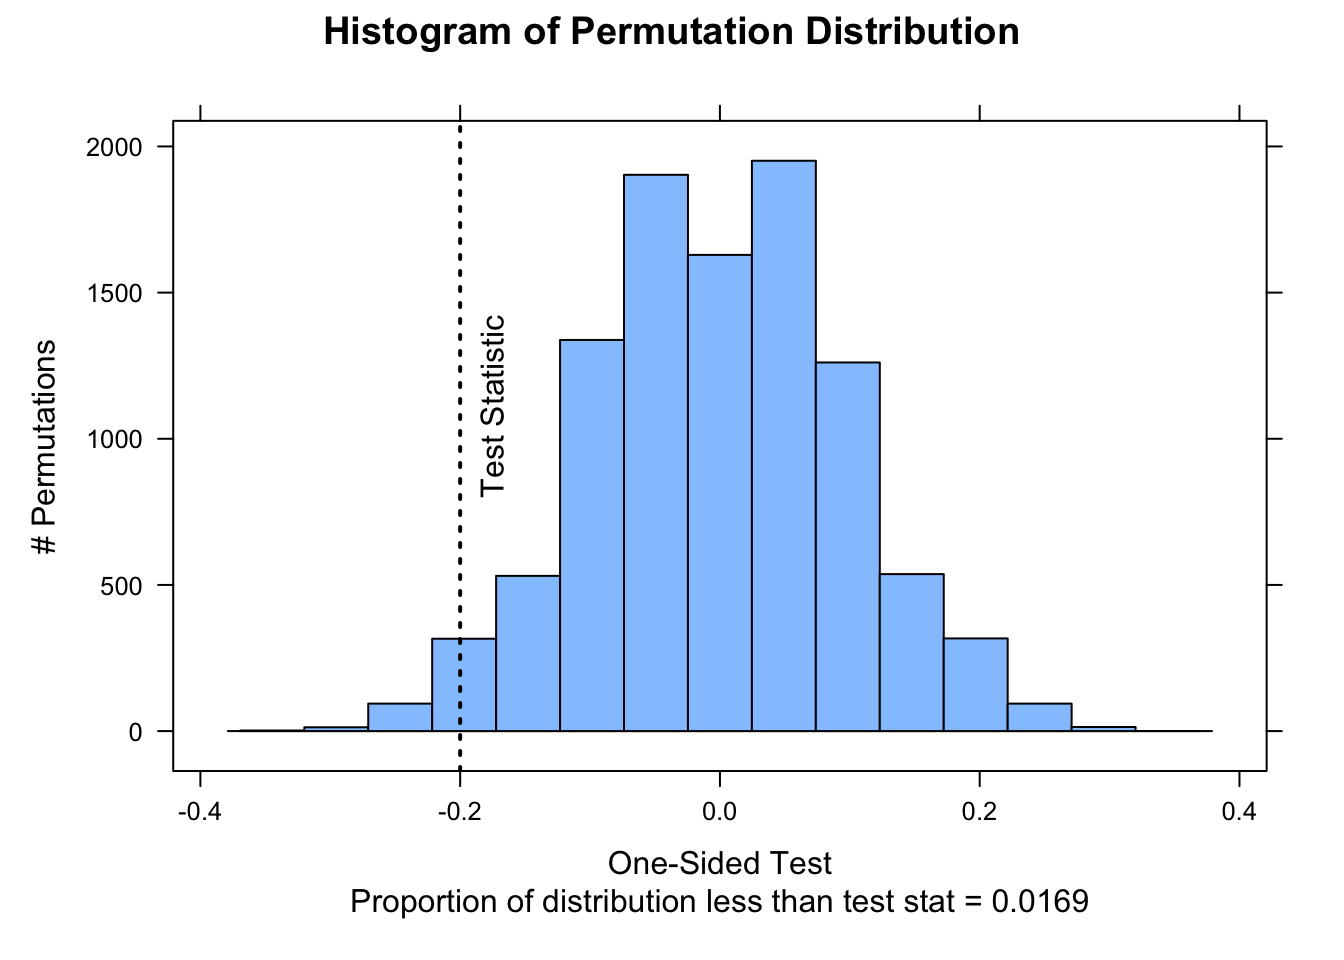 Histogram of Permutation Distribution
2000
1500
1000
500
0
# Permutations
Test Statistic
-0.4 -0.2 0.0 0.2 0.4
One-Sided Test
Proportion of distribution less than test stat = 0.0169